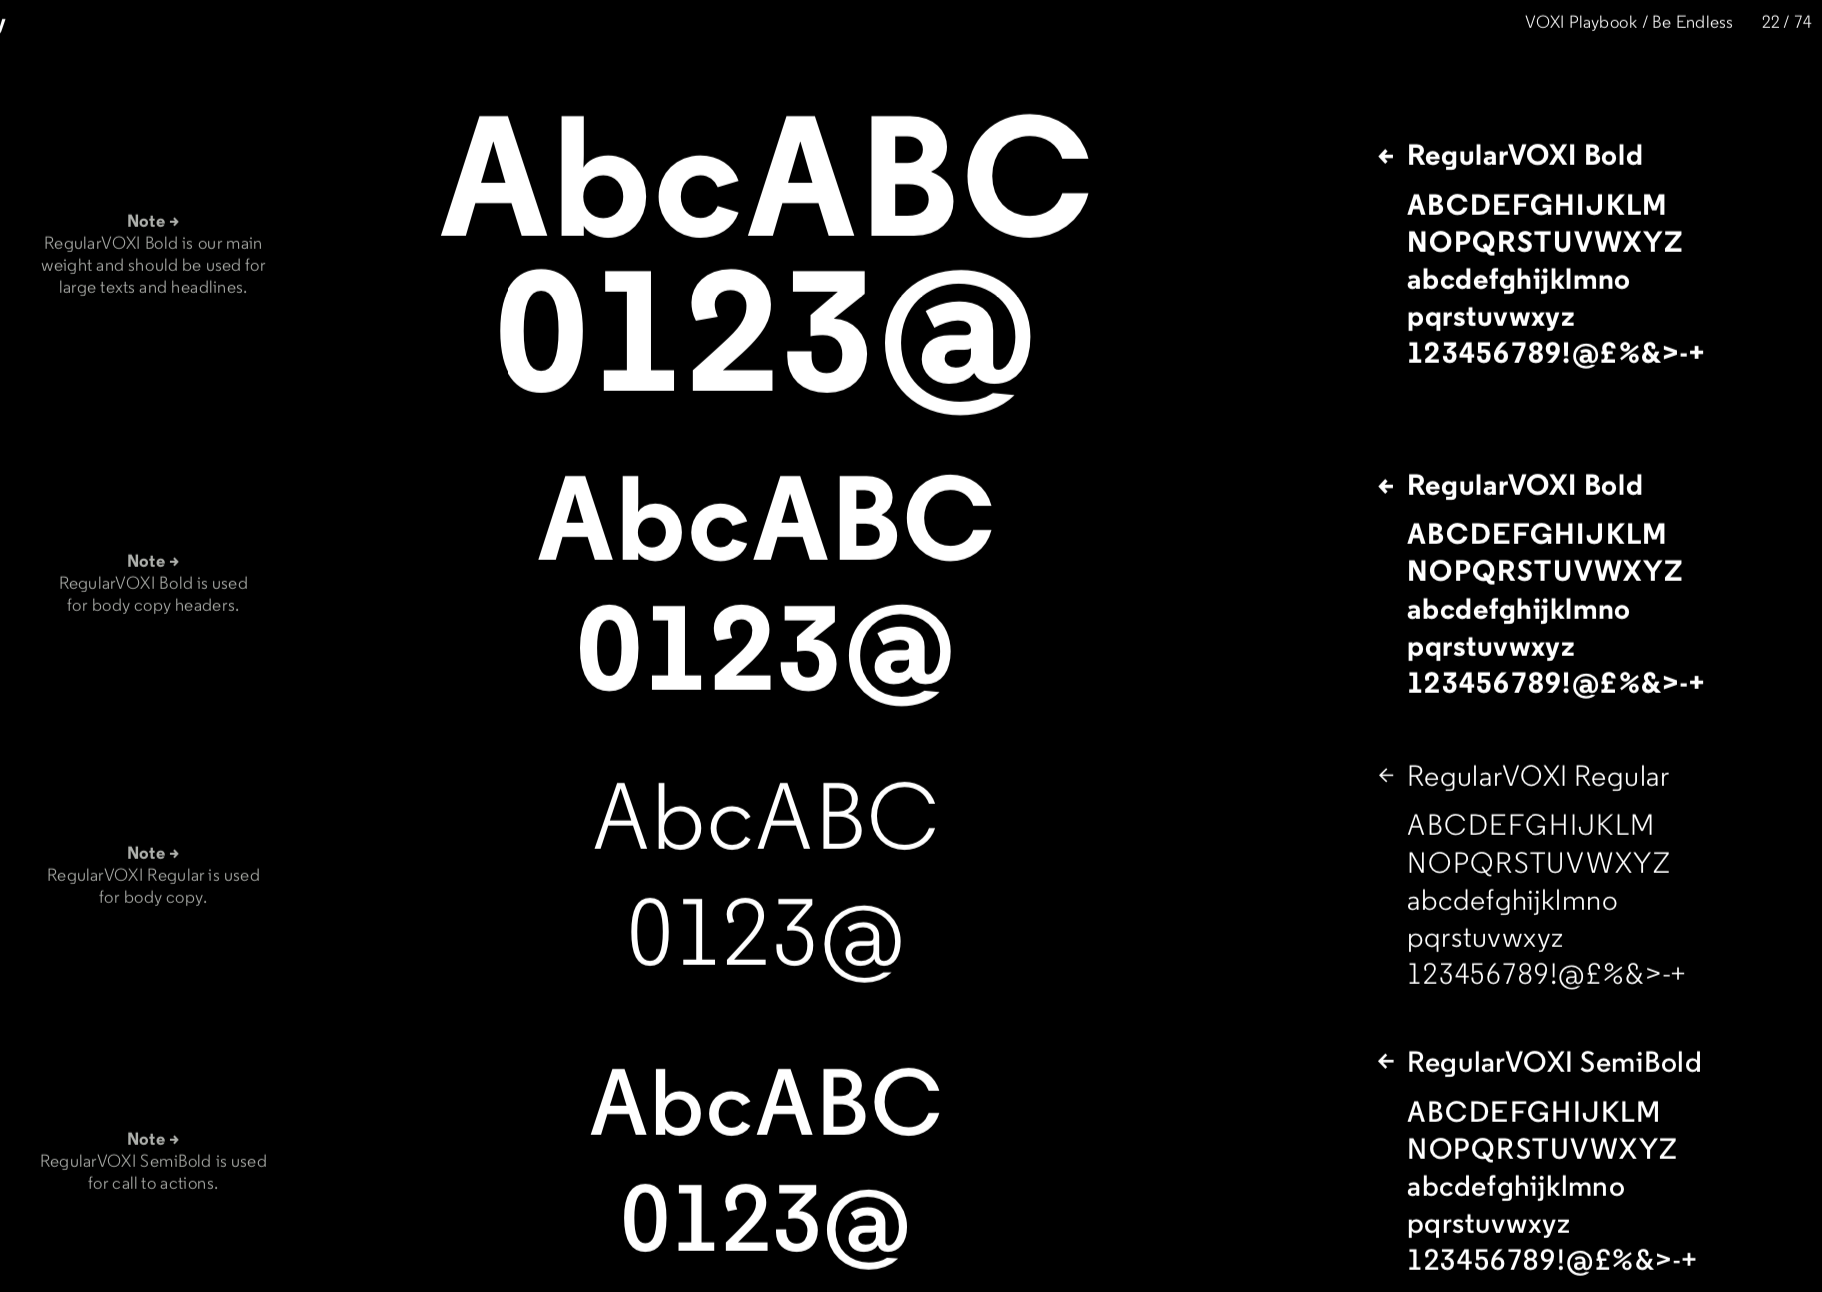 VOXI Playbook / Be Endless 22 / 74
Note →
RegularVOXI Bold is our main
weight and should be used for
large texts and headlines.
AbcABC
0123@
← RegularVOXI Bold
ABCDEFGHIJKLM
NOPQRSTUVWXYZ
abcdefghijklmno
pqrstuvwxyz
123456789!@£%&>-+
Note →
RegularVOXI Bold is used
for body copy headers.
AbcABC
0123@
← RegularVOXI Bold
ABCDEFGHIJKLM
NOPQRSTUVWXYZ
abcdefghijklmno
pqrstuvwxyz
123456789!@£%&>-+
Note →
RegularVOXI Regular is used
for body copy.
AbcABC
0123@
← RegularVOXI Regular
ABCDEFGHIJKLM
NOPQRSTUVWXYZ
abcdefghijklmno
pqrstuvwxyz
123456789!@£%&>-+
Note →
RegularVOXI SemiBold is used
for call to actions.
AbcABC
0123@
← RegularVOXI SemiBold
ABCDEFGHIJKLM
NOPQRSTUVWXYZ
abcdefghijklmno
pqrstuvwxyz
123456789!@£%&>-+